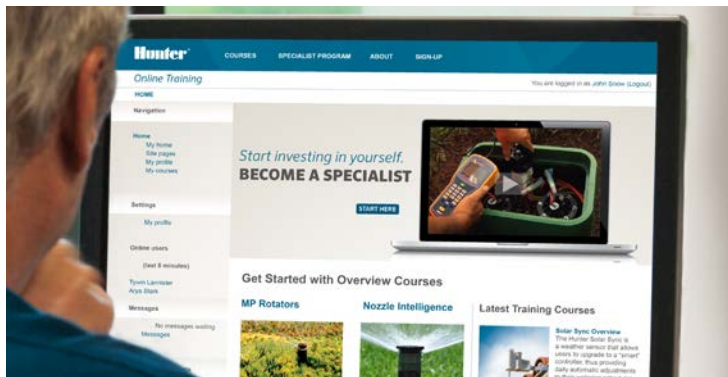 Hunter
COURSES SPECIALIST PROGRAM ABOUT SIGN-UP
Online Training
You are logged in as John Snow (Logout)
HOME
Navigation
Home
My home
Site pages
My profile
My courses
Settings
My profile
Online users
(last 5 minutes)
Tywin Lannister
Arya Stark
Messages
No messages waiting
Messages
Start investing in yourself.
BECOME A SPECIALIST
START HERE
Get Started with Overview Courses
MP Rotators
Nozzle Intelligence
Latest Training Courses
Solar Sync Overview
The Hunter Solar Sync is
a weather sensor that allows
users to upgrade to a "smart"
controller, thus providing
daily automatic adjustments